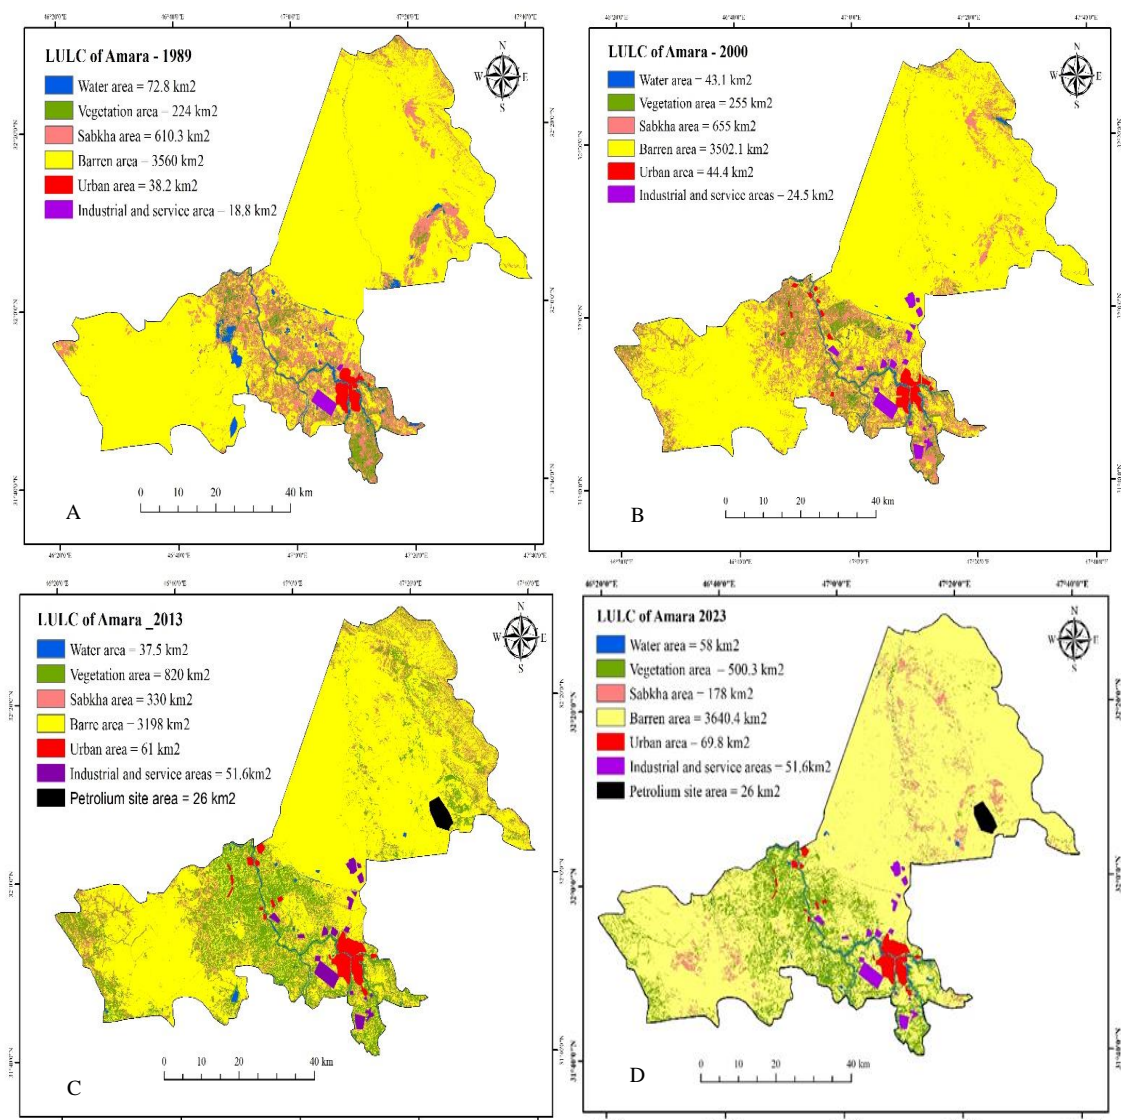 LULC of Amara - 1989
N
W E
S
Water area = 72.8 km2
Vegetation area – 224 km2
Sabkha area = 610.3 km2
Barren area – 3560 km2
Urban area = 38.2 km2
Industrial and service area – 18,8 km2
0 10 20 40 km
A
LULC of Amara - 2000
N
W E
S
Water area – 43.1 km2
Vegetation area = 255 km2
Sabkha area = 655 km2
Barren area = 3502.1 km2
Urban area = 44.4 km2
Industrial and service areas = 24.5 km2
0 10 20 40 km
B
LULC of Amara _2013
N
W E
S
Water area = 37.5 km2
Vegetation area = 820 km2
Sabkha area = 330 km2
Barre area – 3198 km2
Urban area = 61 km2
Industrial and service areas = 51,6km2
Petrolium site area = 26 km2
0 10 20 40 km
C
46°20'0"E 46°40'0"E 47°0'0"E 47°20'0"E 47°40'0"E
LULC of Amara 2023
N
W E
S
Water area = 58 km2
Vegetation area – 500.3 km2
Sabkha area = 178 km2
Barren area = 3640.4 km2
Urban area – 69.8 km2
Industrial and service areas = 51,6km2
Petrolium site area = 26 km2
0 10 20 40 km
D